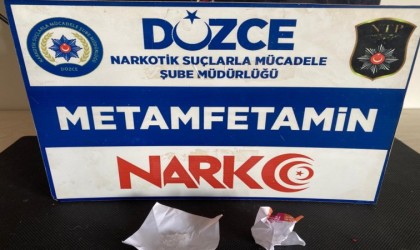 DÜZCE
NARKOTİK SUÇLARLA MÜCADELE
ŞUBE MÜDÜRLÜĞÜ
METAMFETAMİN
NARKO